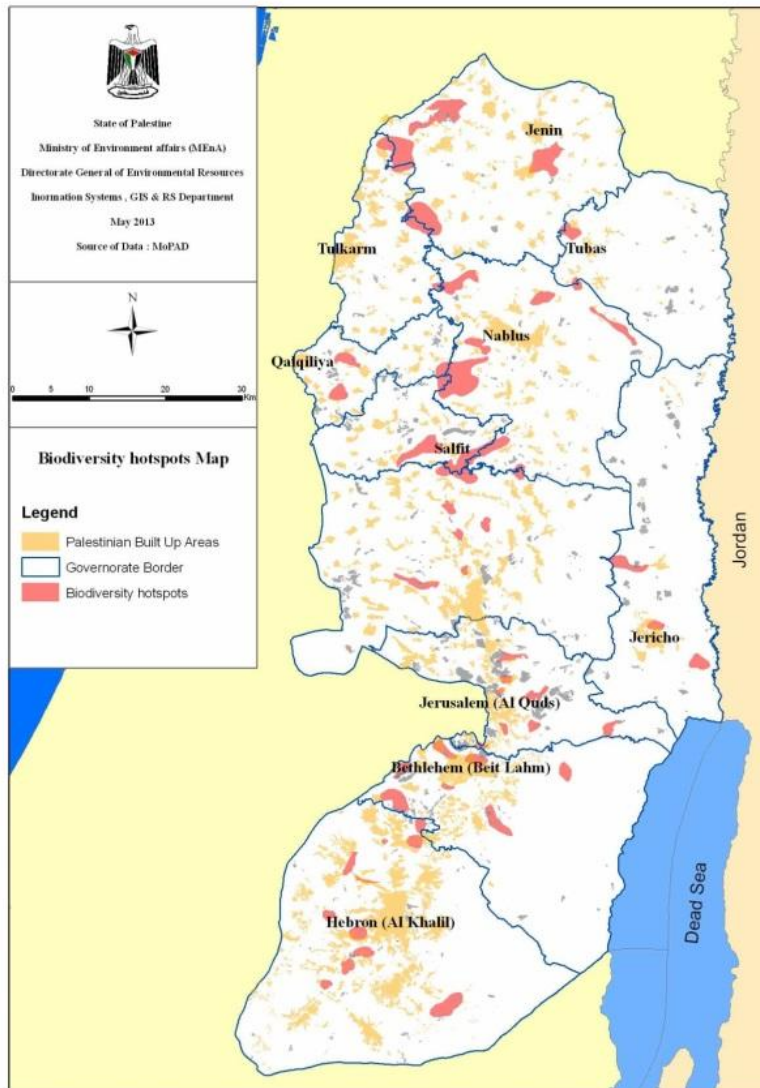 State of Palestine
Ministry of Environment affairs (MEnA)
Directorate General of Environmental Resources
Inormation Systems , GIS & RS Department
May 2013
Source of Data : MoPAD
N
0 5 10 20 30
Km
Biodiversity hotspots Map
Legend
Palestinian Built Up Areas
Governorate Border
Biodiversity hotspots
Jenin
Tubas
Tulkarm
Nablus
Qalqiliya
Salfit
Jordan
Jericho
Jerusalem (Al Quds)
Bethlehem (Beit Lahm)
Dead Sea
Hebron (Al Khalil)